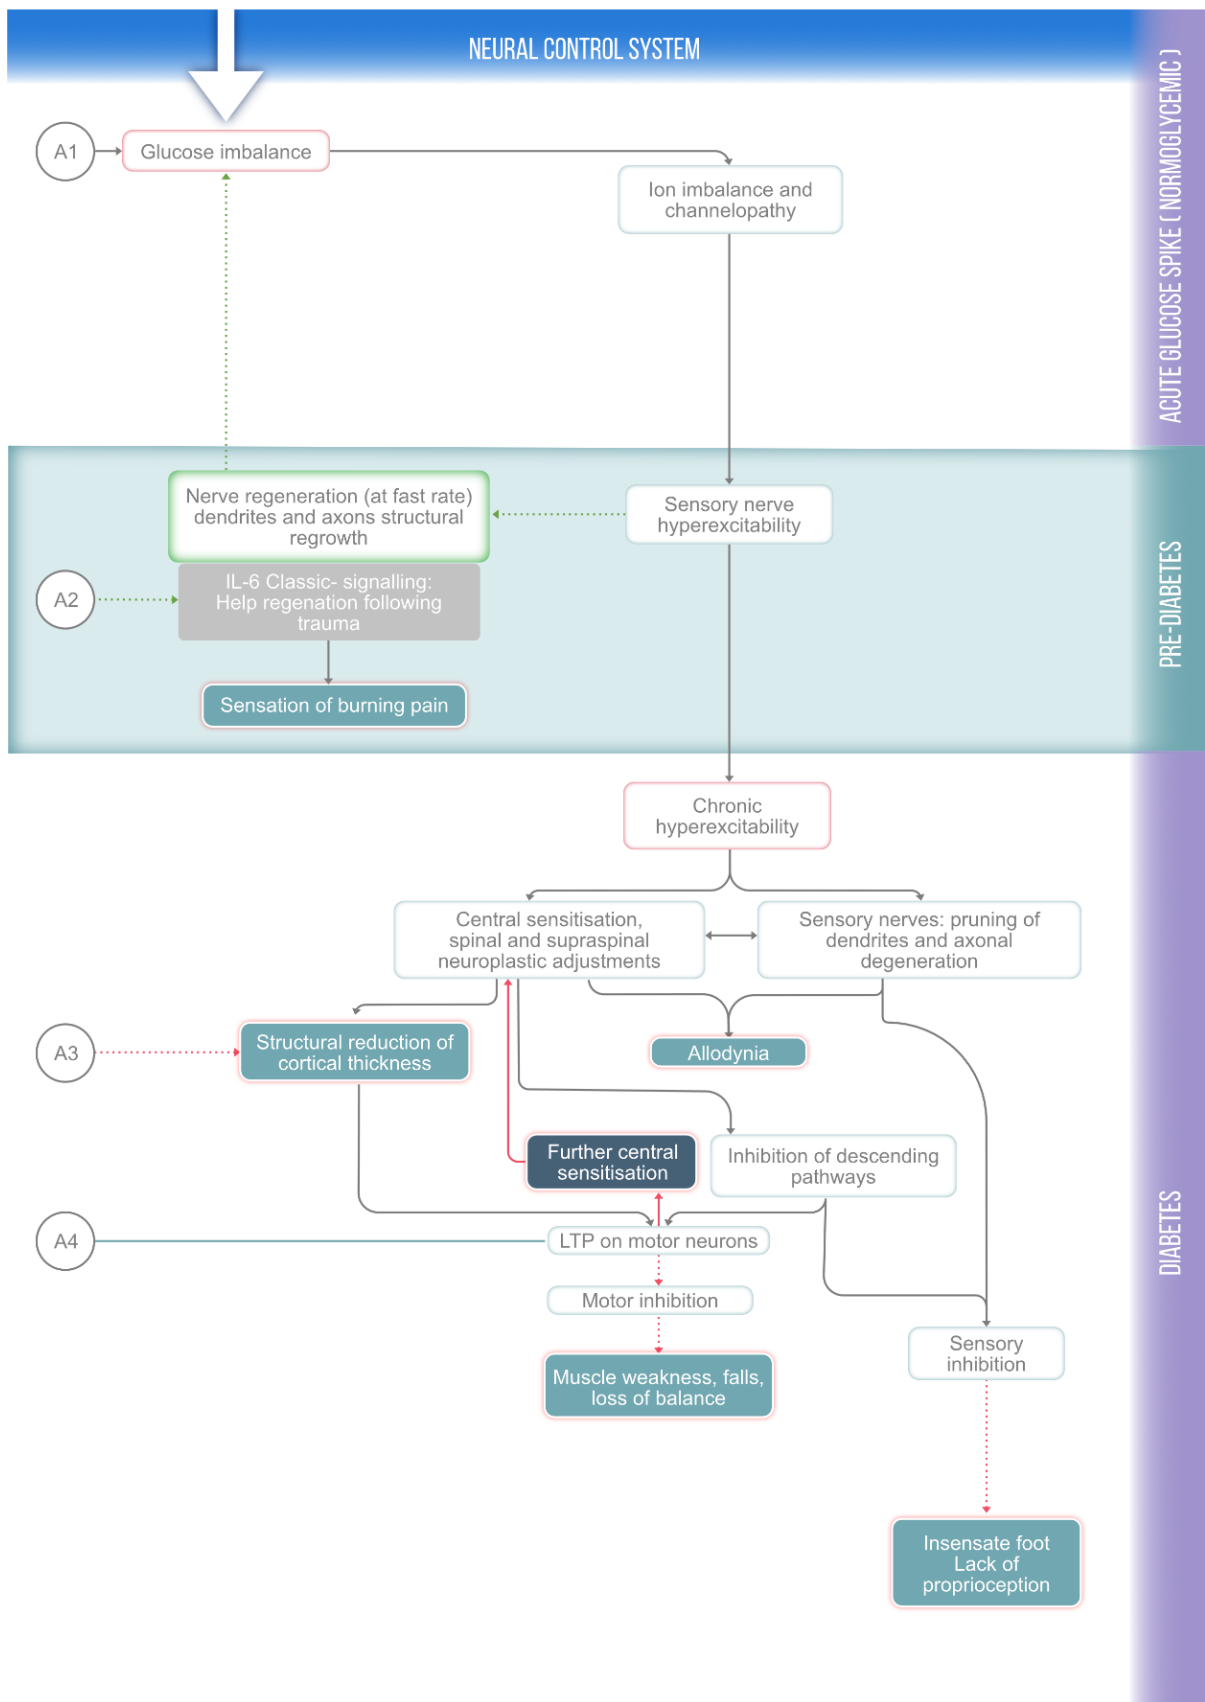 NEURAL CONTROL SYSTEM
ACUTE GLUCOSE SPIKE ( NORMOGLYCEMIC )
A1
Glucose imbalance
Ion imbalance and
channelopathy
PRE-DIABETES
Nerve regeneration (at fast rate)
dendrites and axons structural
regrowth
Sensory nerve
hyperexcitability
A2
IL-6 Classic- signalling:
Help regenation following
trauma
Sensation of burning pain
DIABETES
Chronic
hyperexcitability
Central sensitisation,
spinal and supraspinal
neuroplastic adjustments
Sensory nerves: pruning of
dendrites and axonal
degeneration
A3
Structural reduction of
cortical thickness
Allodynia
Further central
sensitisation
Inhibition of descending
pathways
A4
LTP on motor neurons
Motor inhibition
Sensory
inhibition
Muscle weakness, falls,
loss of balance
Insensate foot
Lack of
proprioception